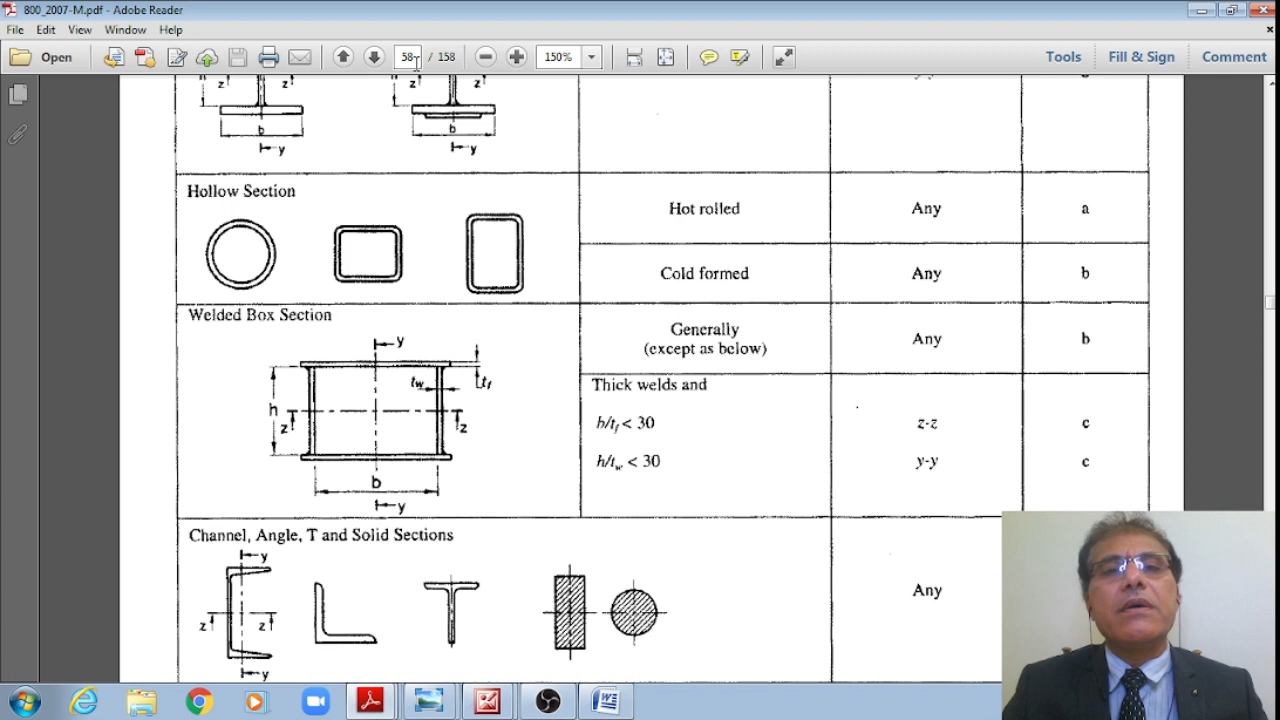 800_2007-M.pdf - Adobe Reader
File Edit View Window Help
Open 58 / 158 150% Tools Fill & Sign Comment
z z z z
b b
y y
Hollow Section
Hot rolled Any a
Cold formed Any b
Welded Box Section
Generally
(except as below) Any b
y
tw tf
h
z z
b
y
Thick welds and
b/tf < 30 z-z c
h/tw < 30 y-y c
Channel, Angle, T and Solid Sections
y
z z
y
Any